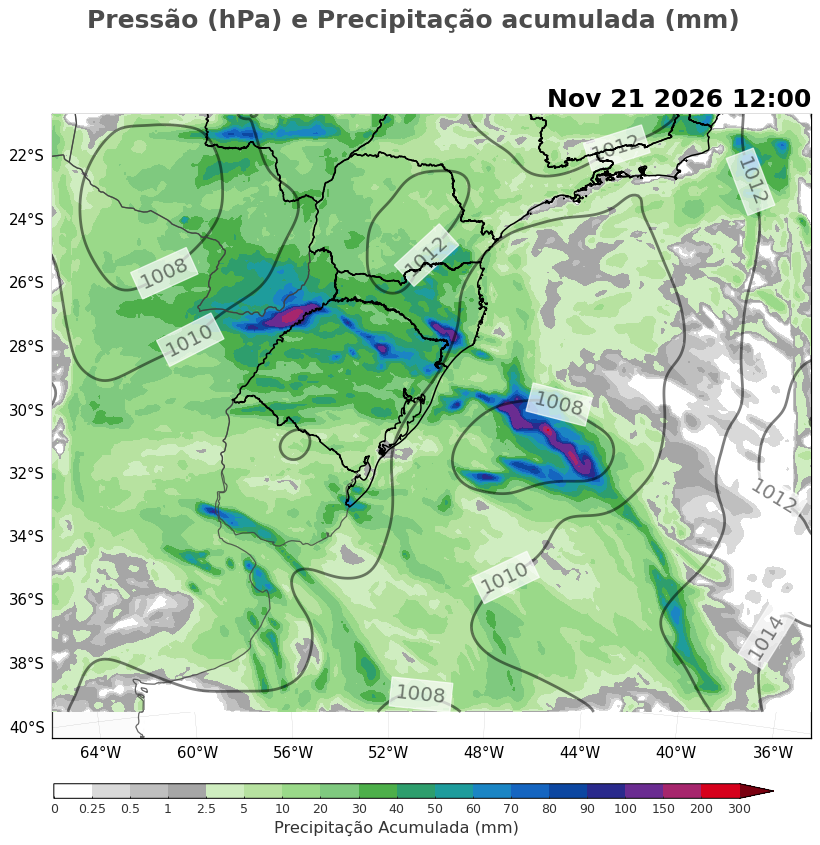 Pressão (hPa) e Precipitação acumulada (mm)
Nov 21 2026 12:00
1012
22°S
1012
24°S
1012
1008
26°S
1010
28°S
1008
30°S
32°S
1012
34°S
1010
36°S
1014
38°S
1008
40°S
64°W 60°W 56°W 52°W 48°W 44°W 40°W 36°W
0 0.25 0.5 1 2.5 5 10 20 30 40 50 60 70 80 90 100 150 200 300
Precipitação Acumulada (mm)